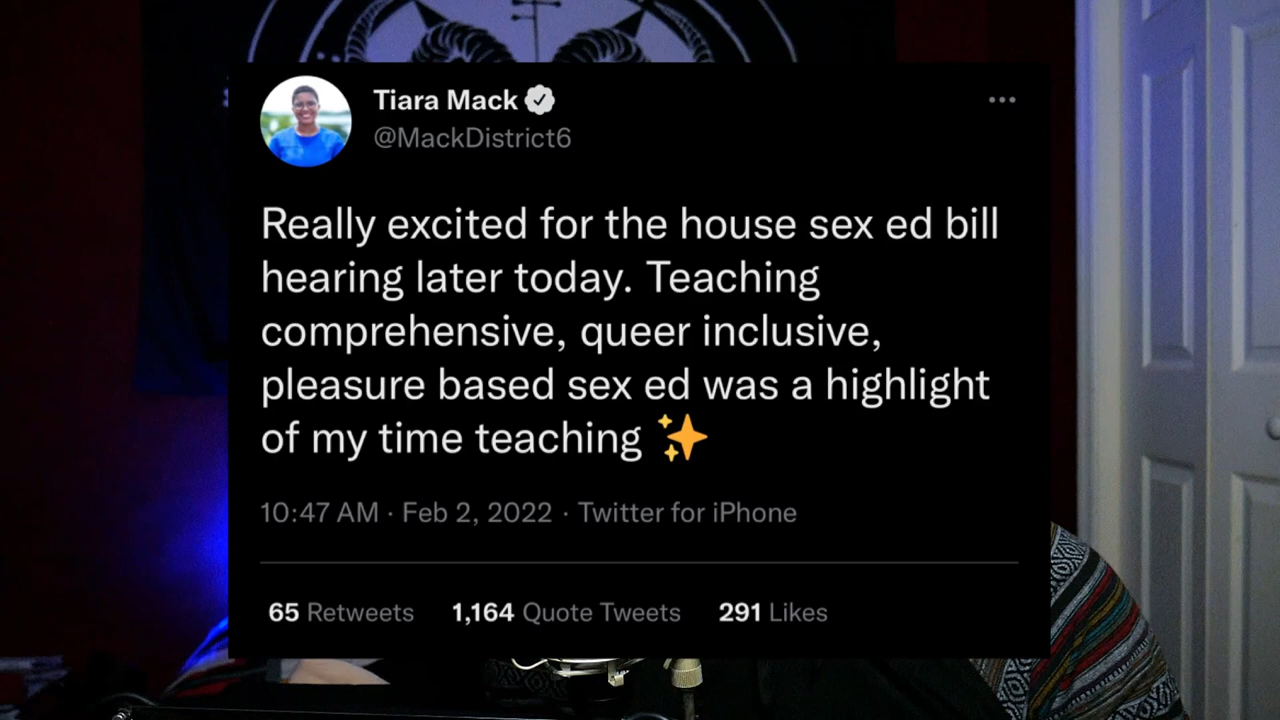 Tiara Mack
@MackDistrict6
Really excited for the house sex ed bill
hearing later today. Teaching
comprehensive, queer inclusive,
pleasure based sex ed was a highlight
of my time teaching ✨
10:47 AM · Feb 2, 2022 · Twitter for iPhone
65 Retweets 1,164 Quote Tweets 291 Likes